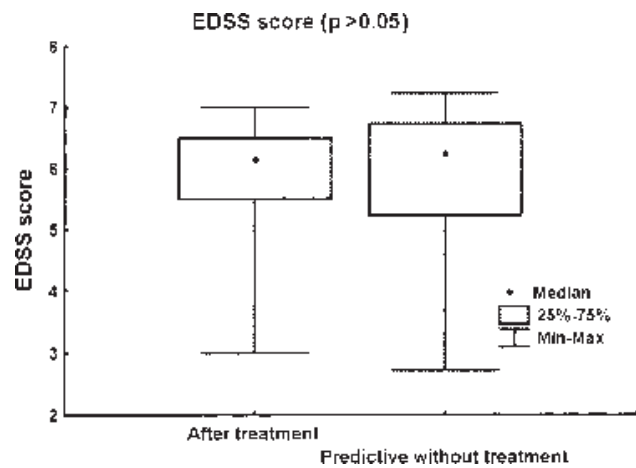 EDSS score (p >0.05)
8
7
6
5
4
3
2
EDSS score
Median
25%-75%
Min-Max
After treatment
Predictive without treatment